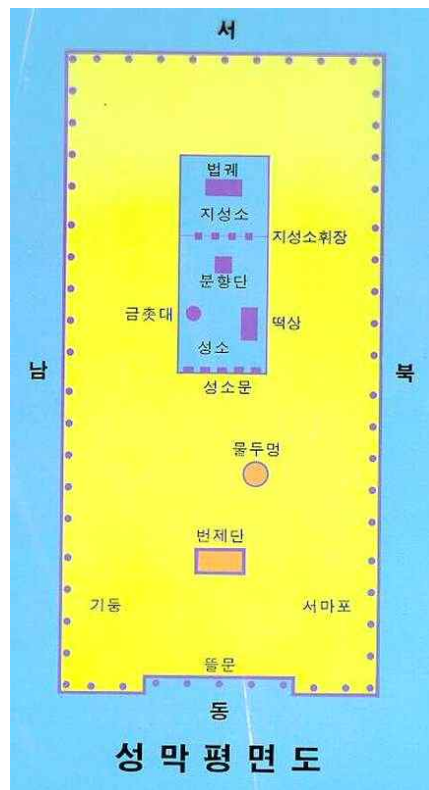 서
법궤
지성소
지성소휘장
분향단
금촛대
떡상
성소
남
북
성소문
물두멍
번제단
기둥
서마포
뜰문
동
성막평면도